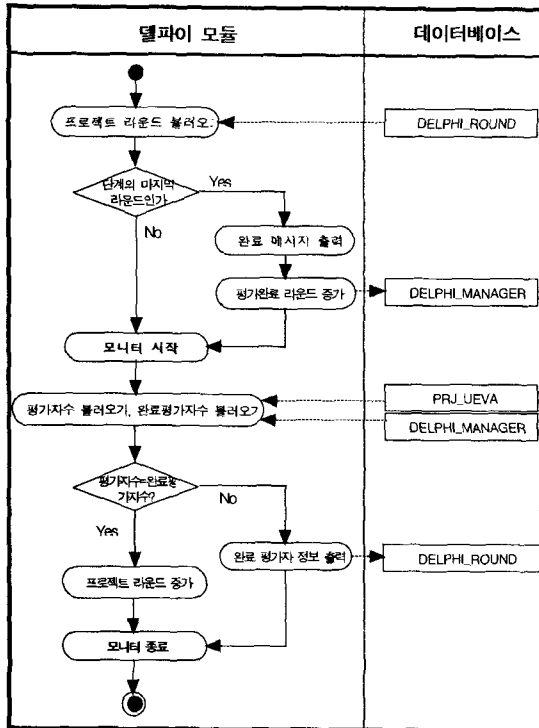 델파이 모듈
데이터베이스
프로젝트 라운드 불러오기
DELPHI_ROUND
단계의 마지막
라운드인가
Yes
No
완료 메시지 출력
평가완료 라운드 증가
DELPHI_MANAGER
모니터 시작
평가자수 불러오기, 완료평가자수 불러오기
PRJ_UEVA
DELPHI_MANAGER
평가자수=완료평
가자수?
No
Yes
완료 평가자 정보 출력
DELPHI_ROUND
프로젝트 라운드 증가
모니터 종료